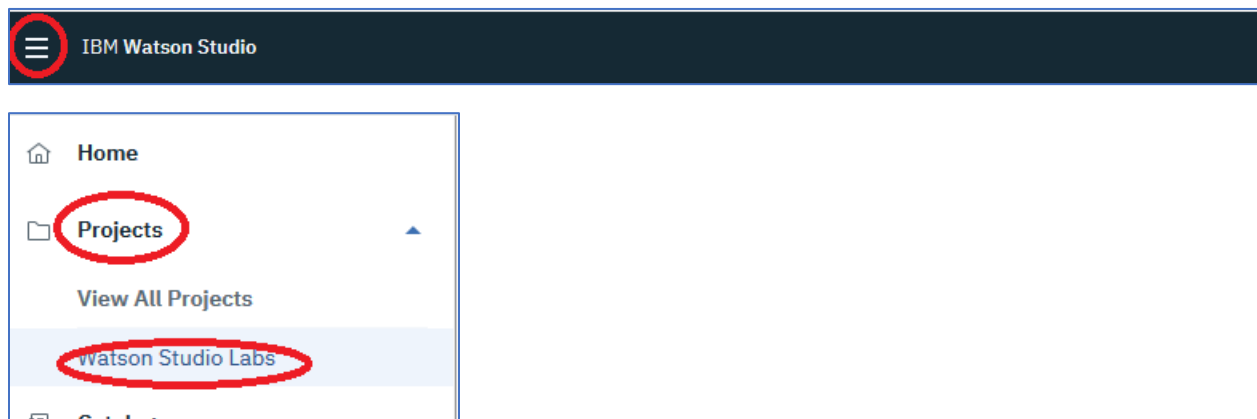 IBM Watson Studio
Home
Projects
View All Projects
Watson Studio Labs